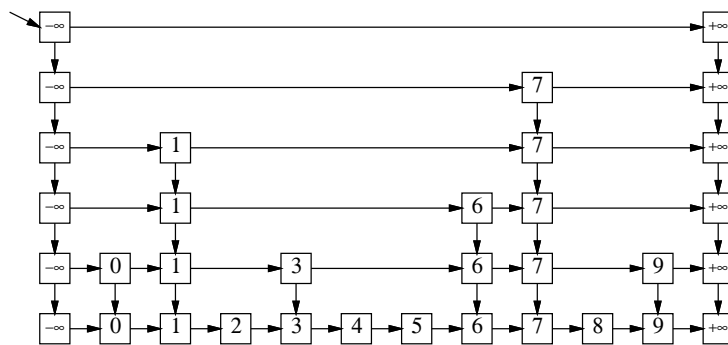 −∞ +∞
−∞ 7 +∞
−∞ 1 7 +∞
−∞ 1 6 7 +∞
−∞ 0 1 3 6 7 9 +∞
−∞ 0 1 2 3 4 5 6 7 8 9 +∞